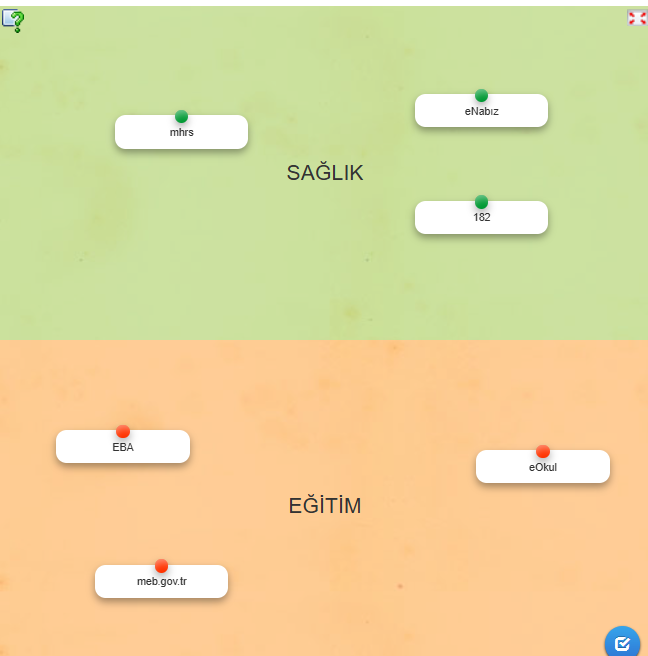 eNabız
mhrs
SAĞLIK
182
EBA
eOkul
EĞİTİM
meb.gov.tr